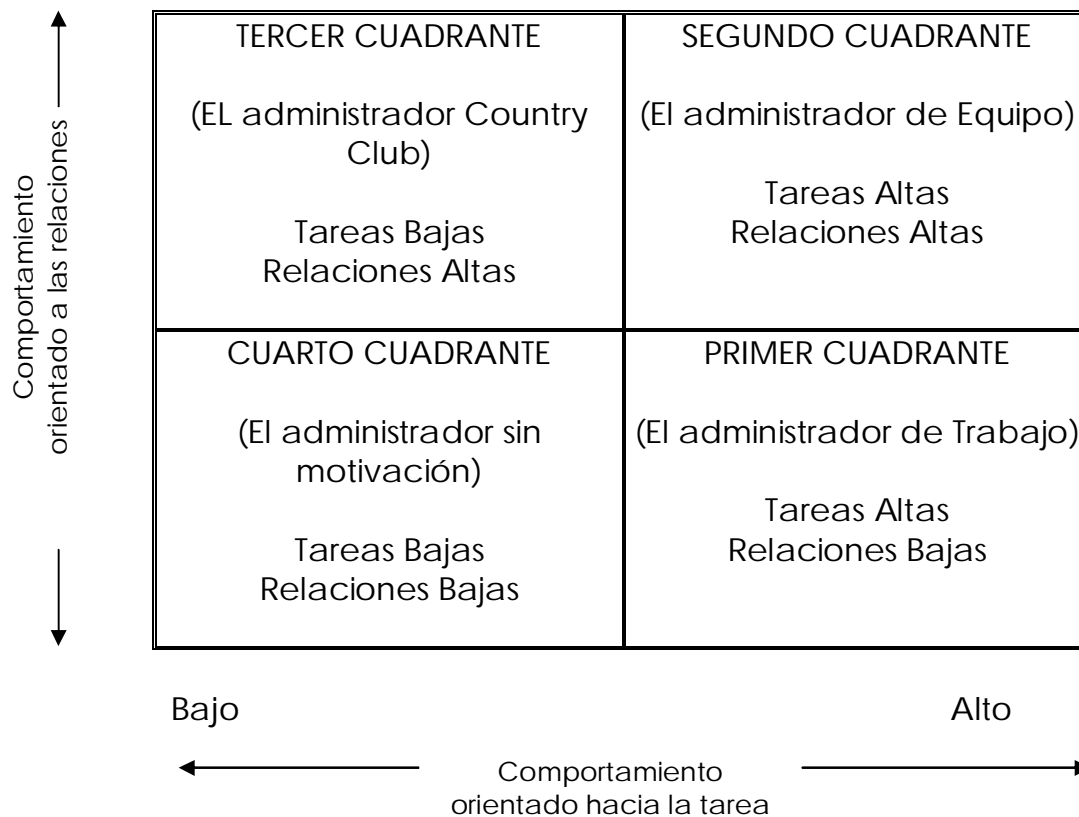 Comportamiento
orientado a las relaciones
TERCER CUADRANTE
(EL administrador Country
Club)
Tareas Bajas
Relaciones Altas
SEGUNDO CUADRANTE
(El administrador de Equipo)
Tareas Altas
Relaciones Altas
CUARTO CUADRANTE
(El administrador sin
motivación)
Tareas Bajas
Relaciones Bajas
PRIMER CUADRANTE
(El administrador de Trabajo)
Tareas Altas
Relaciones Bajas
Bajo
Alto
Comportamiento
orientado hacia la tarea